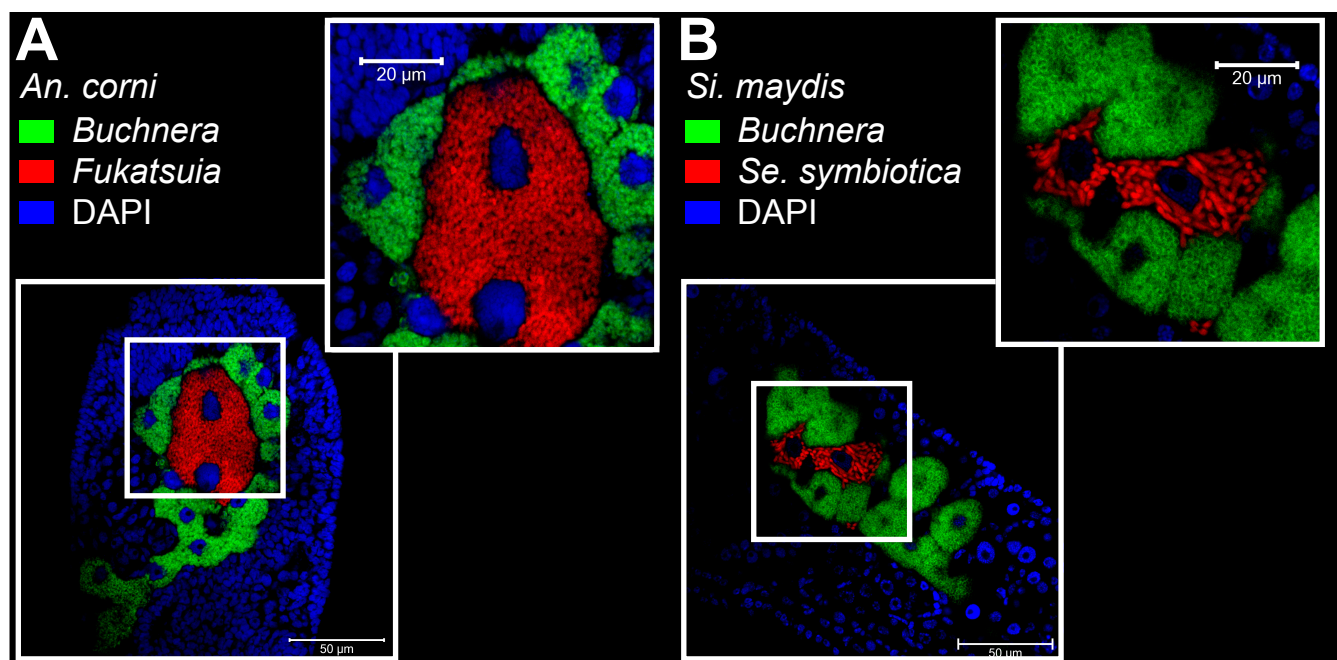 A
An. corni
Buchnera
Fukatsuia
DAPI
20 µm
50 µm
B
Si. maydis
Buchnera
Se. symbiotica
DAPI
20 µm
50 µm